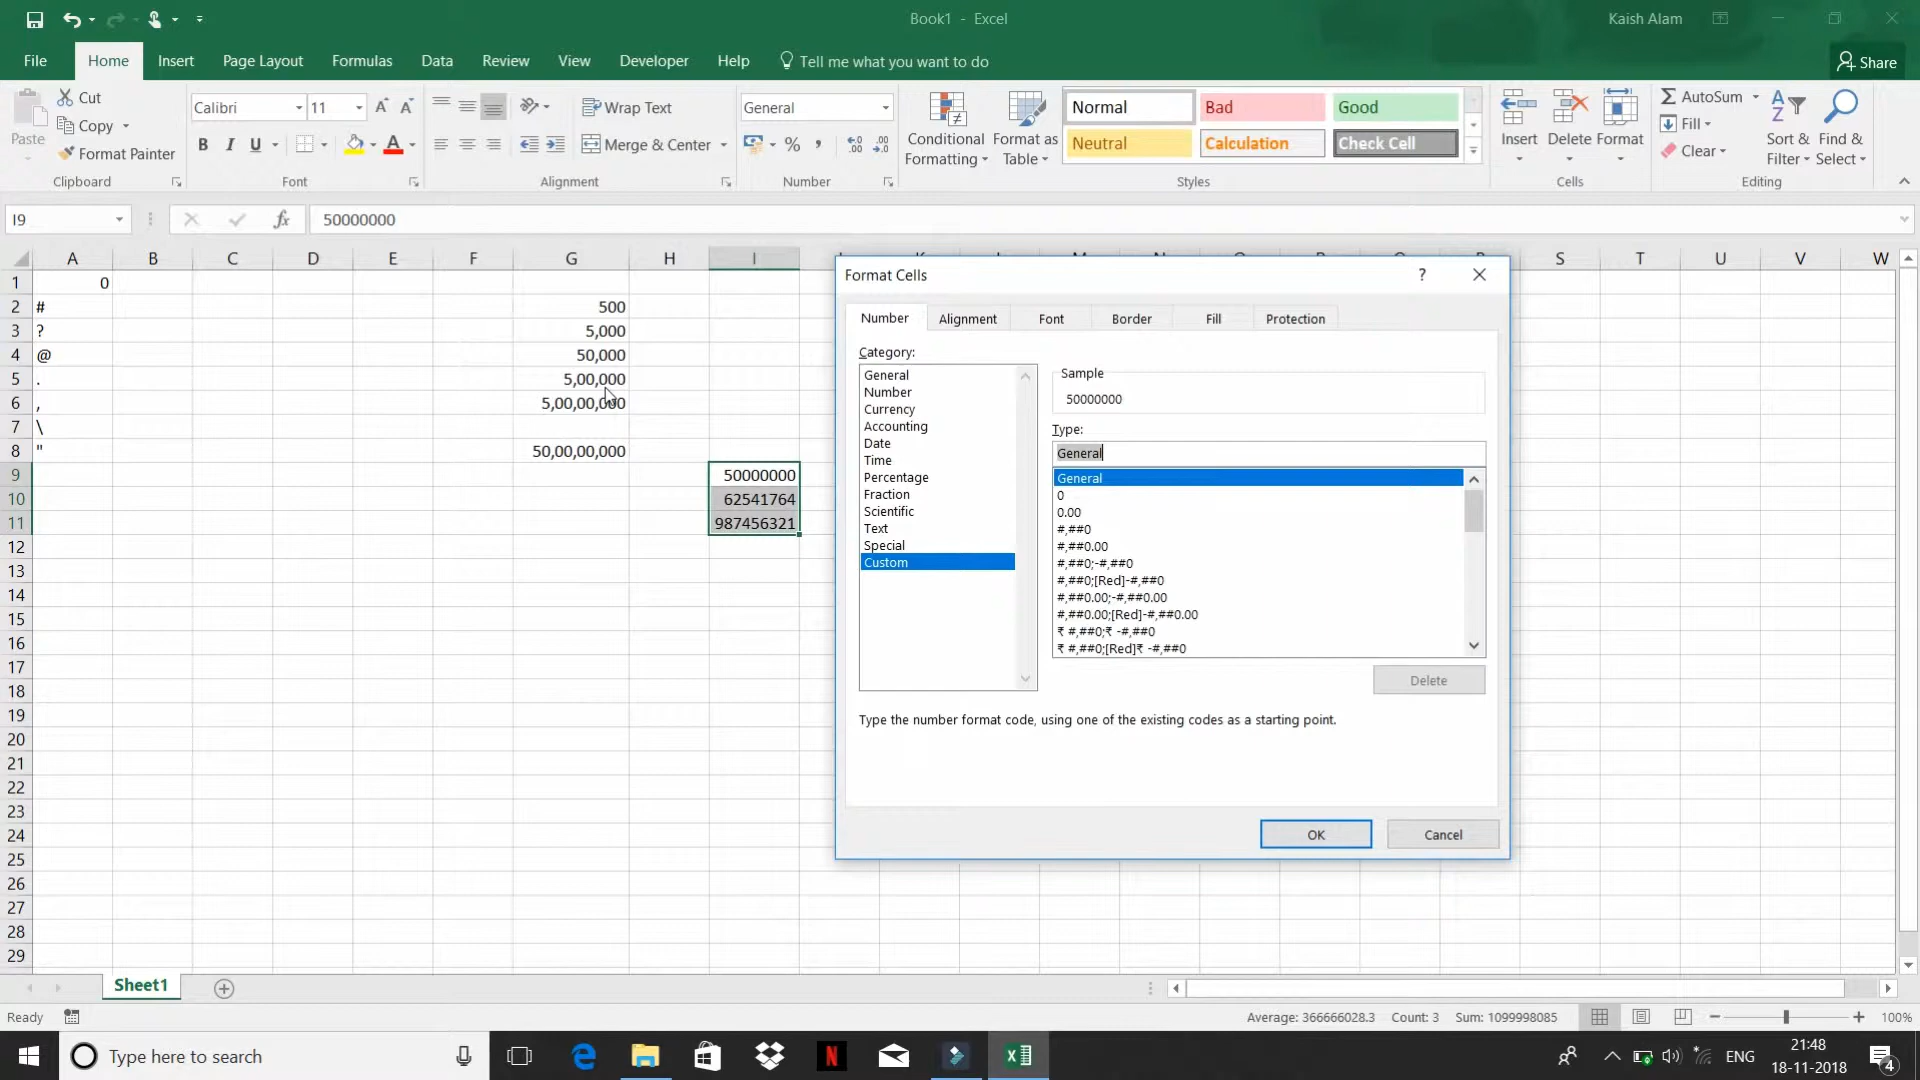 Book1 - Excel
Kaish Alam
File Home Insert Page Layout Formulas Data Review View Developer Help Tell me what you want to do
Share
Paste
Cut
Copy
Format Painter
Clipboard
Calibri 11
B I U
Font
Wrap Text
Merge & Center
Alignment
General
%
Number
Conditional Formatting
Format as Table
Normal Bad Good
Neutral Calculation Check Cell
Styles
Insert Delete Format
Cells
AutoSum
Fill
Clear
Sort & Filter
Find & Select
Editing
I9 fx 50000000
A B C D E F G H I S T U V W
1 0
2 # 500
3 ? 5,000
4 @ 50,000
5 . 5,00,000
6 , 5,00,00,000
7 \
8 " 50,00,00,000
9 50000000
10 62541764
11 987456321
12
13
14
15
16
17
18
19
20
21
22
23
24
25
26
27
28
29
Format Cells ?
Number Alignment Font Border Fill Protection
Category:
General
Number
Currency
Accounting
Date
Time
Percentage
Fraction
Scientific
Text
Special
Custom
Sample
50000000
Type:
General
General
0
0.00
#,##0
#,##0.00
#,##0;-#,##0
#,##0;[Red]-#,##0
#,##0.00;-#,##0.00
#,##0.00;[Red]-#,##0.00
₹ #,##0;₹ -#,##0
₹ #,##0;[Red]₹ -#,##0
Delete
Type the number format code, using one of the existing codes as a starting point.
OK Cancel
Sheet1
Ready
Average: 366666028.3 Count: 3 Sum: 1099998085
100%
Type here to search
ENG
21:48
18-11-2018
4